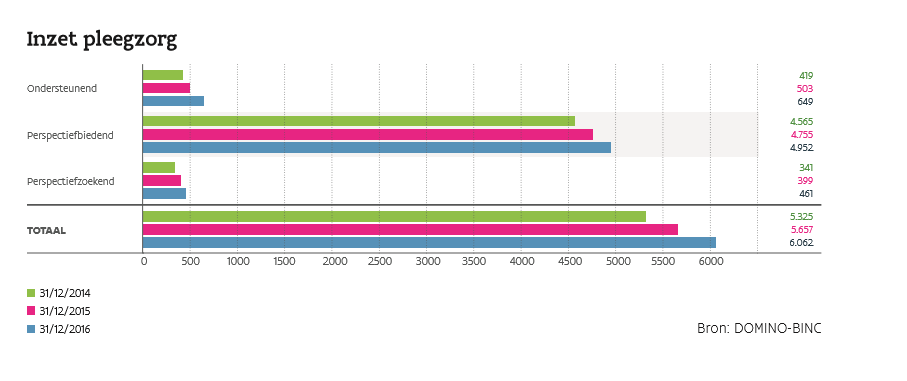 Inzet pleegzorg
Ondersteunend
419
503
649
Perspectiefbiedend
4.565
4.755
4.952
Perspectiefzoekend
341
399
461
TOTAAL
5.325
5.657
6.062
0 500 1000 1500 2000 2500 3000 3500 4000 4500 5000 5500 6000
31/12/2014
31/12/2015
31/12/2016
Bron: DOMINO-BINC